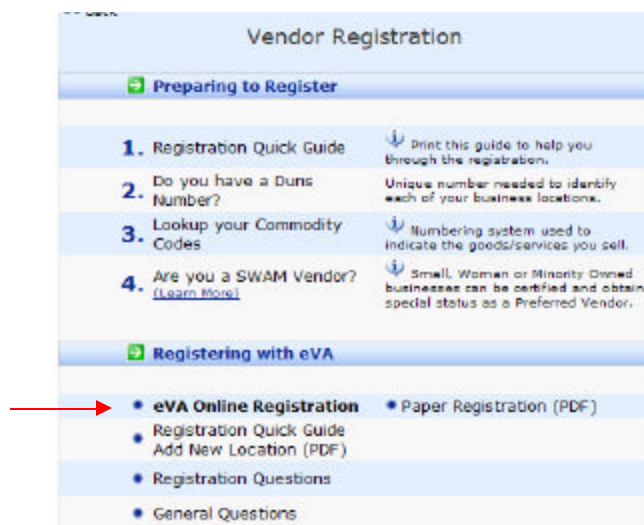 Vendor Registration
Preparing to Register
1. Registration Quick Guide
Print this guide to help you
through the registration.
2. Do you have a Duns
Number?
Unique number needed to identify
each of your business locations.
3. Lookup your Commodity
Codes
Numbering system used to
indicate the goods/services you sell.
4. Are you a SWAM Vendor?
(Learn More)
Small, Woman or Minority Owned
businesses can be certified and obtain
special status as a Preferred Vendor.
Registering with eVA
eVA Online Registration
Paper Registration (PDF)
Registration Quick Guide
Add New Location (PDF)
Registration Questions
General Questions